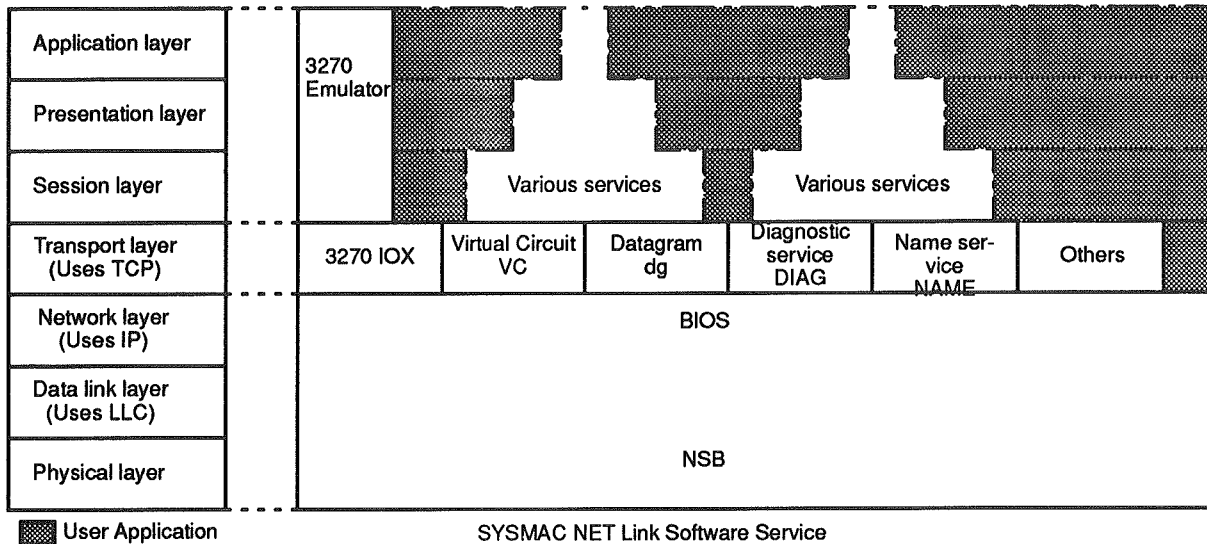 Application layer
3270
Emulator
Presentation layer
Session layer
Various services
Various services
Transport layer
(Uses TCP)
3270 IOX
Virtual Circuit
VC
Datagram
dg
Diagnostic
service
DIAG
Name ser-
vice
NAME
Others
Network layer
(Uses IP)
BIOS
Data link layer
(Uses LLC)
Physical layer
NSB
User Application
SYSMAC NET Link Software Service